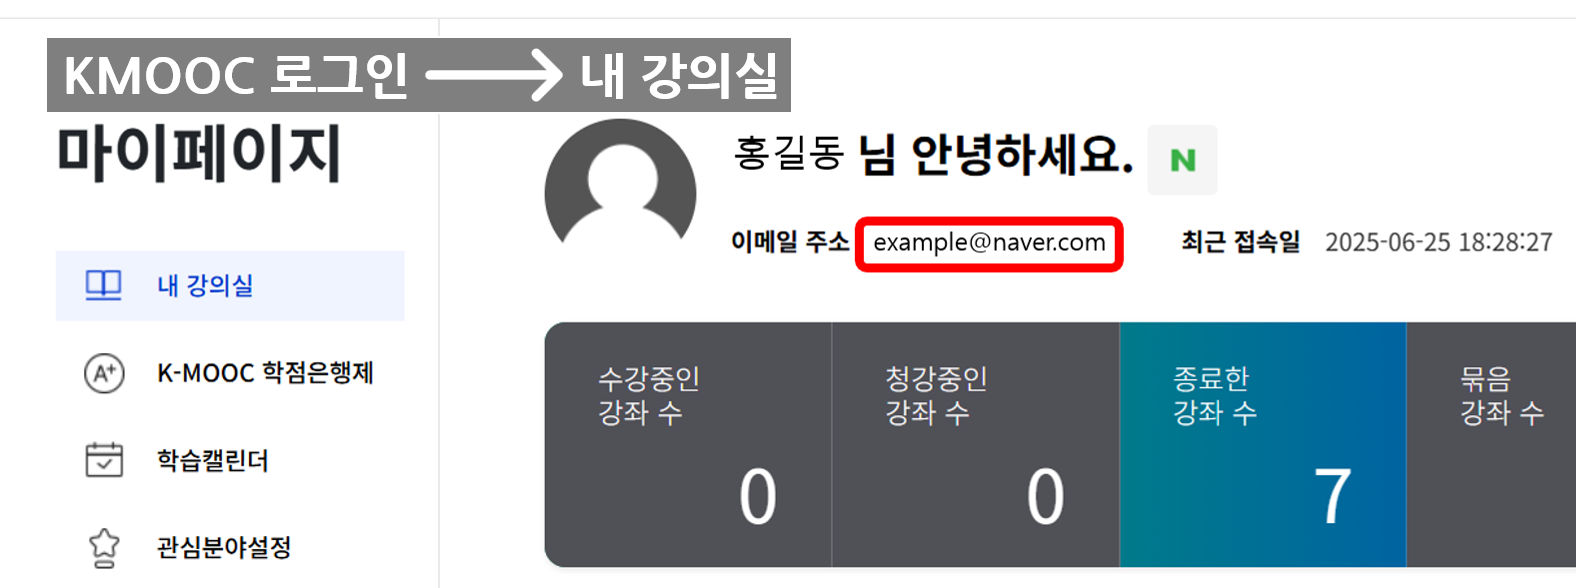 KMOOC 로그인 → 내 강의실
마이페이지
내 강의실
K-MOOC 학점은행제
학습캘린더
관심분야설정
홍길동 님 안녕하세요. N
이메일 주소 example@naver.com 최근 접속일 2025-06-25 18:28:27
수강중인
강좌 수
0
청강중인
강좌 수
0
종료한
강좌 수
7
묶음
강좌 수